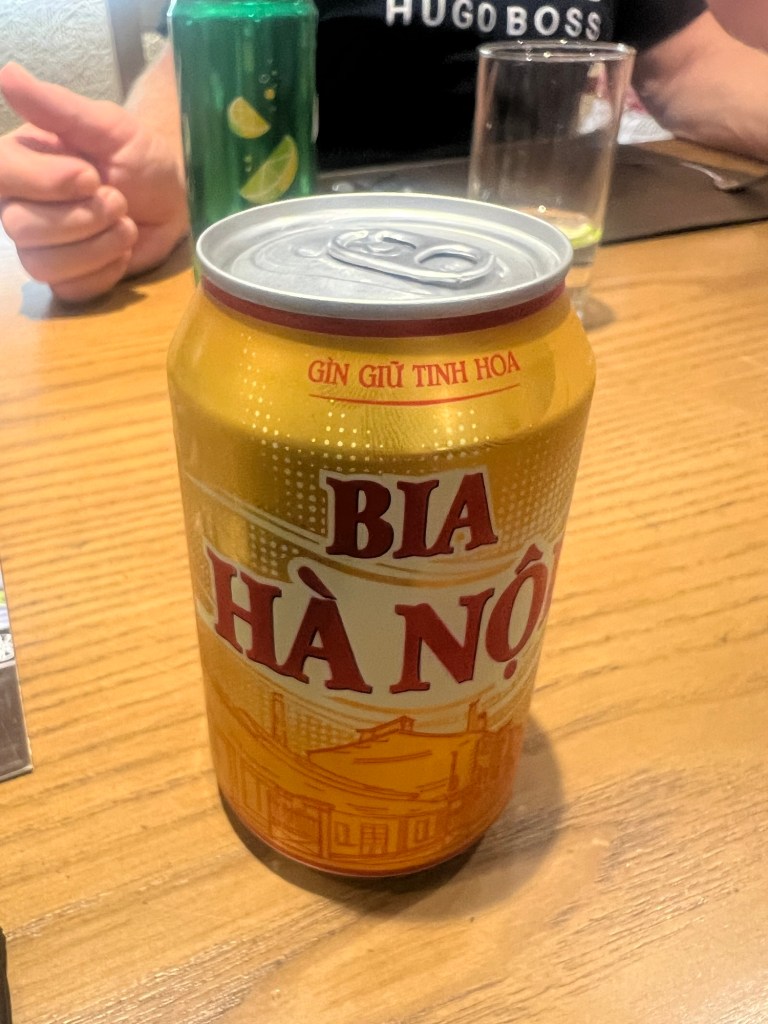 HUGO BOSS
GÌN GIỮ TINH HOA
BIA
HÀ NỘI